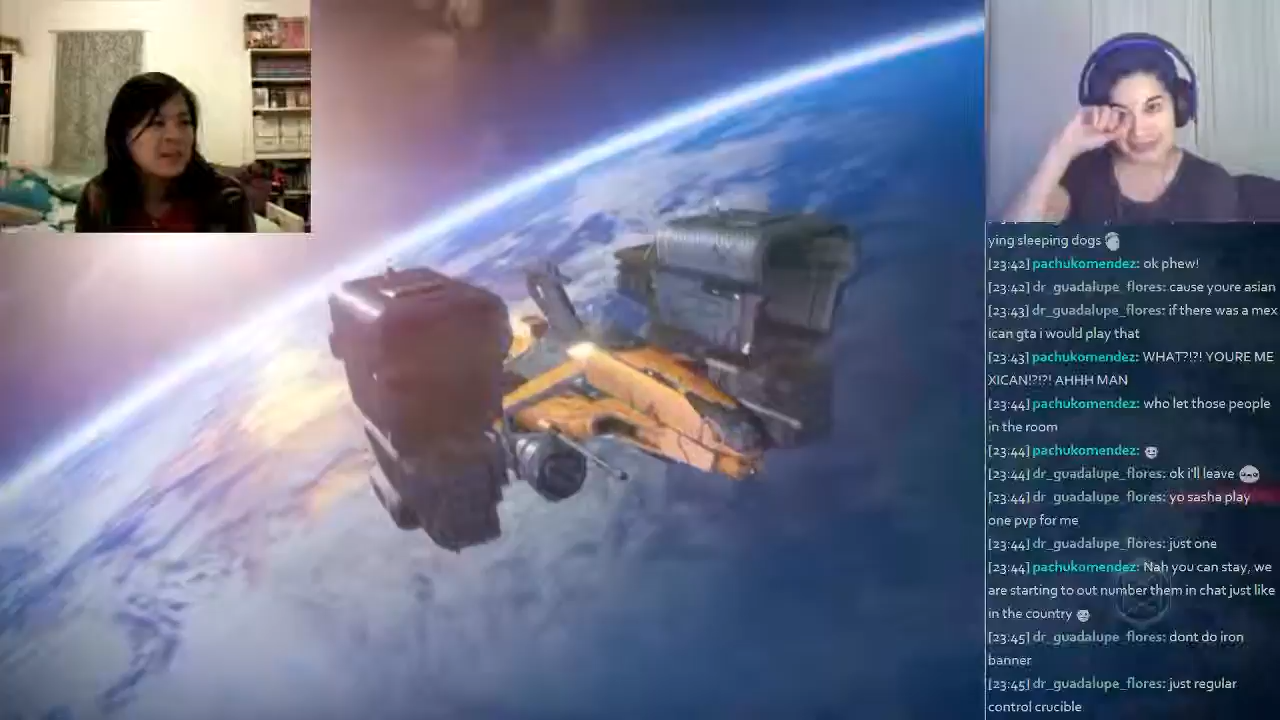 ying sleeping dogs
[23:42] pachukomendez: ok phew!
[23:42] dr_guadalupe_flores: cause youre asian
[23:43] dr_guadalupe_flores: if there was a mex
ican gta i would play that
[23:43] pachukomendez: WHAT?!?! YOURE ME
XICAN!?!?! AHHH MAN
[23:44] pachukomendez: who let those people
in the room
[23:44] pachukomendez:
[23:44] dr_guadalupe_flores: ok i'll leave
[23:44] dr_guadalupe_flores: yo sasha play
one pvp for me
[23:44] dr_guadalupe_flores: just one
[23:44] pachukomendez: Nah you can stay, we
are starting to out number them in chat just like
in the country
[23:45] dr_guadalupe_flores: dont do iron
banner
[23:45] dr_guadalupe_flores: just regular
control crucible